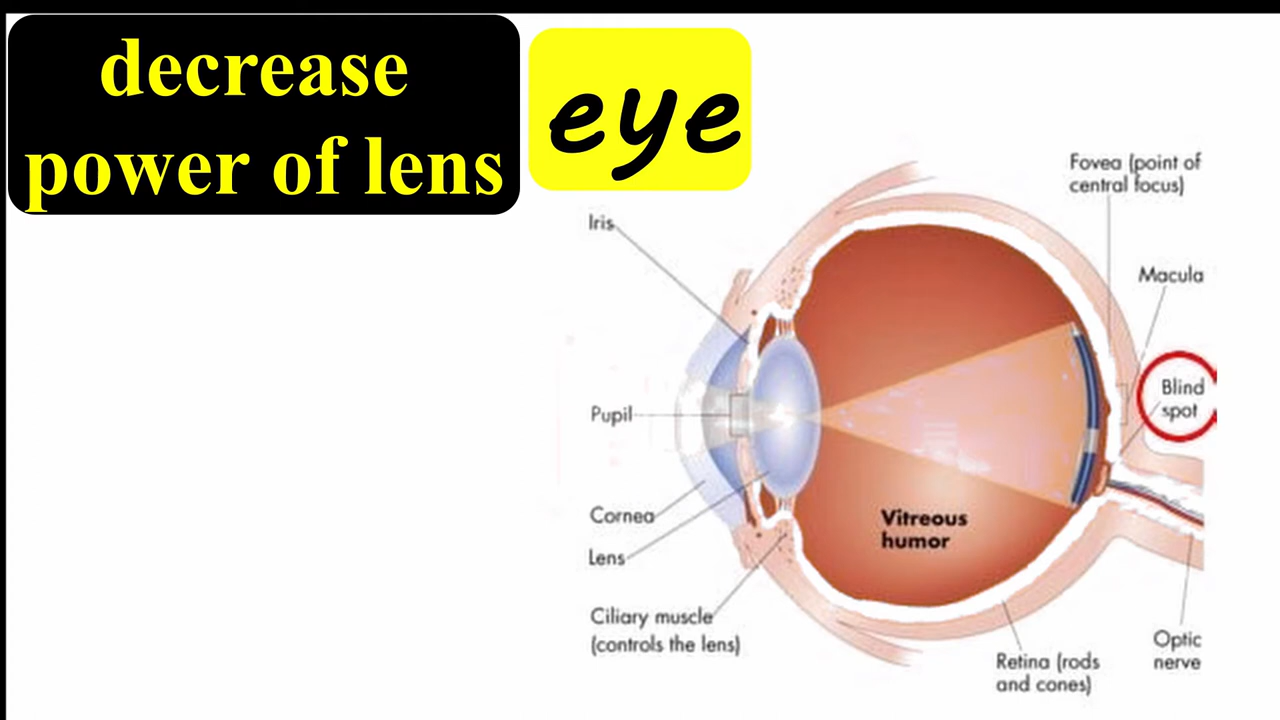 decrease
power of lens
eye
Fovea (point of
central focus)
Iris
Macula
Blind
spot
Pupil
Cornea
Lens
Vitreous
humor
Ciliary muscle
(controls the lens)
Optic
nerve
Retina (rods
and cones)